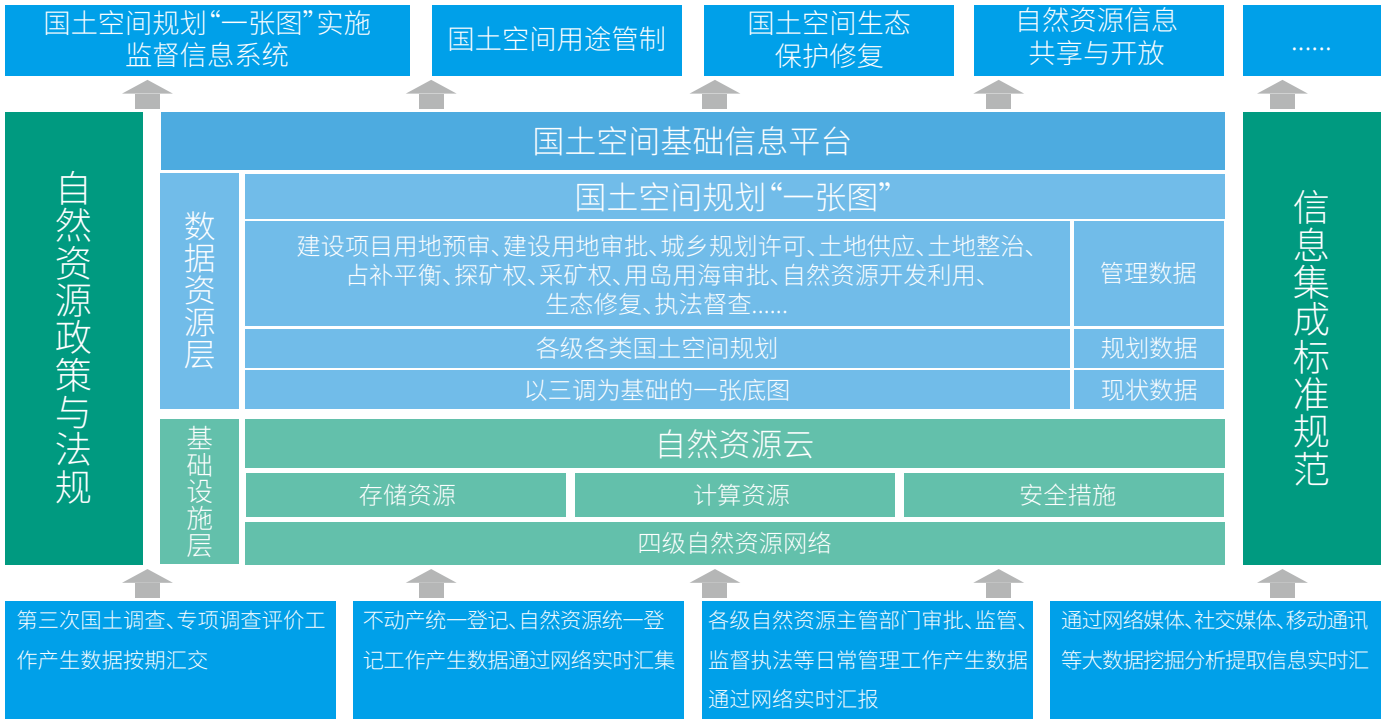 国土空间规划“一张图”实施
监督信息系统
国土空间用途管制
国土空间生态
保护修复
自然资源信息
共享与开放
......
自然资源政策与法规
国土空间基础信息平台
数据资源层
国土空间规划“一张图”
建设项目用地预审、建设用地审批、城乡规划许可、土地供应、土地整治、
占补平衡、探矿权、采矿权、用岛用海审批、自然资源开发利用、
生态修复、执法督查......
管理数据
各级各类国土空间规划
规划数据
以三调为基础的一张底图
现状数据
基础设施层
自然资源云
存储资源
计算资源
安全措施
四级自然资源网络
信息集成标准规范
第三次国土调查、专项调查评价工
作产生数据按期汇交
不动产统一登记、自然资源统一登
记工作产生数据通过网络实时汇集
各级自然资源主管部门审批、监管、
监督执法等日常管理工作产生数据
通过网络实时汇报
通过网络媒体、社交媒体、移动通讯
等大数据挖掘分析提取信息实时汇